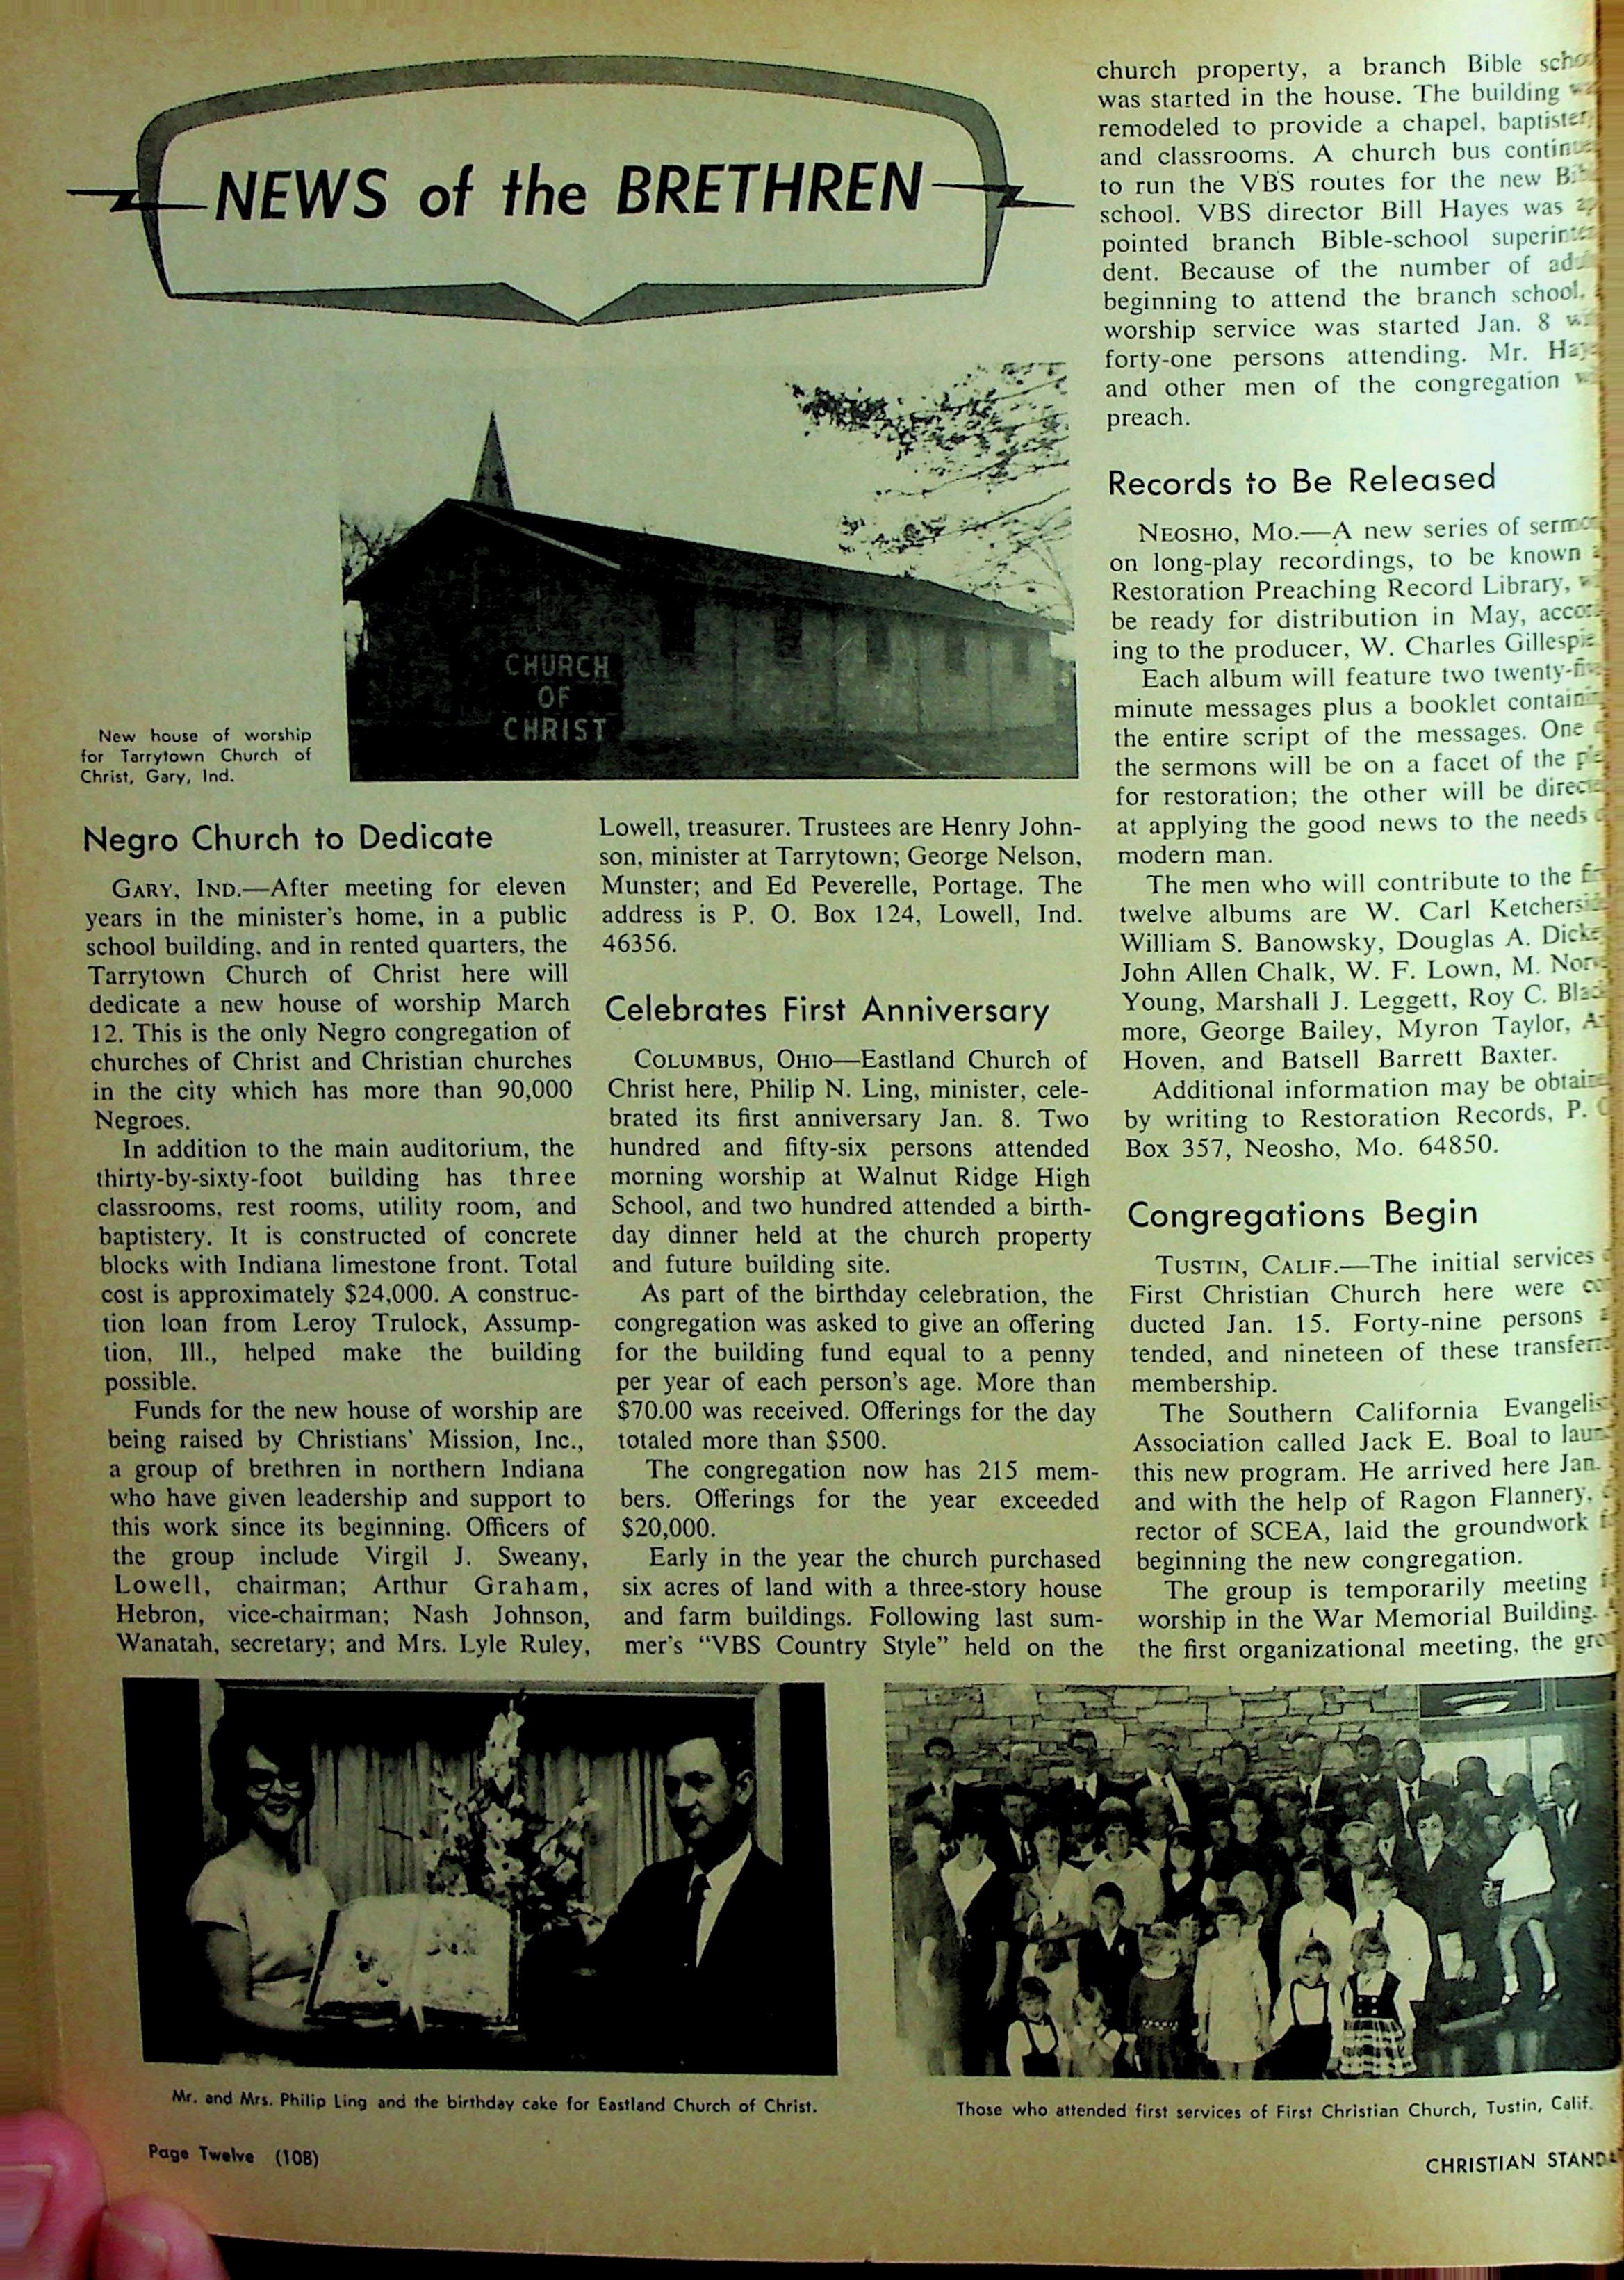 NEWS of the BRETHREN
CHURCH
OF
CHRIST
New house of worship
for Tarrytown Church of
Christ, Gary, Ind.
Negro Church to Dedicate
GARY, IND.—After meeting for eleven
years in the minister's home, in a public
school building, and in rented quarters, the
Tarrytown Church of Christ here will
dedicate a new house of worship March
12. This is the only Negro congregation of
churches of Christ and Christian churches
in the city which has more than 90,000
Negroes.
In addition to the main auditorium, the
thirty-by-sixty-foot building has three
classrooms, rest rooms, utility room, and
baptistery. It is constructed of concrete
blocks with Indiana limestone front. Total
cost is approximately $24,000. A construc-
tion loan from Leroy Trulock, Assump-
tion, Ill., helped make the building
possible.
Funds for the new house of worship are
being raised by Christians' Mission, Inc.,
a group of brethren in northern Indiana
who have given leadership and support to
this work since its beginning. Officers of
the group include Virgil J. Sweany,
Lowell, chairman; Arthur Graham,
Hebron, vice-chairman; Nash Johnson,
Wanatah, secretary; and Mrs. Lyle Ruley,
Lowell, treasurer. Trustees are Henry John-
son, minister at Tarrytown; George Nelson,
Munster; and Ed Peverelle, Portage. The
address is P. O. Box 124, Lowell, Ind.
46356.
Celebrates First Anniversary
COLUMBUS, OHIO—Eastland Church of
Christ here, Philip N. Ling, minister, cele-
brated its first anniversary Jan. 8. Two
hundred and fifty-six persons attended
morning worship at Walnut Ridge High
School, and two hundred attended a birth-
day dinner held at the church property
and future building site.
As part of the birthday celebration, the
congregation was asked to give an offering
for the building fund equal to a penny
per year of each person's age. More than
$70.00 was received. Offerings for the day
totaled more than $500.
The congregation now has 215 mem-
bers. Offerings for the year exceeded
$20,000.
Early in the year the church purchased
six acres of land with a three-story house
and farm buildings. Following last sum-
mer's "VBS Country Style" held on the
church property, a branch Bible
was started in the house. The building
remodeled to provide a chapel, baptistery,
and classrooms. A church bus
to run the VBS routes for the new
school. VBS director Bill Hayes was
pointed branch Bible-school
dent. Because of the number of
beginning to attend the branch school,
worship service was started Jan. 8
forty-one persons attending. Mr.
and other men of the congregation
preach.
Records to Be Released
NEOSHO, MO.—A new series of
on long-play recordings, to be known
Restoration Preaching Record Library,
be ready for distribution in May,
ing to the producer, W. Charles Gillespie.
Each album will feature two
minute messages plus a booklet
the entire script of the messages. One
the sermons will be on a facet of the
for restoration; the other will be
at applying the good news to the needs
modern man.
The men who will contribute to the
twelve albums are W. Carl
William S. Banowsky, Douglas A.
John Allen Chalk, W. F. Lown, M.
Young, Marshall J. Leggett, Roy C.
more, George Bailey, Myron Taylor,
Hoven, and Batsell Barrett Baxter.
Additional information may be
by writing to Restoration Records, P.
Box 357, Neosho, Mo. 64850.
Congregations Begin
TUSTIN, CALIF.—The initial services
First Christian Church here were
ducted Jan. 15. Forty-nine persons
tended, and nineteen of these
membership.
The Southern California
Association called Jack E. Boal to
this new program. He arrived here Jan.
and with the help of Ragon Flannery,
rector of SCEA, laid the groundwork
beginning the new congregation.
The group is temporarily meeting
worship in the War Memorial Building.
the first organizational meeting, the
Mr. and Mrs. Philip Ling and the birthday cake for Eastland Church of Christ.
Those who attended first services of First Christian Church, Tustin, Calif.
Page Twelve (108)
CHRISTIAN